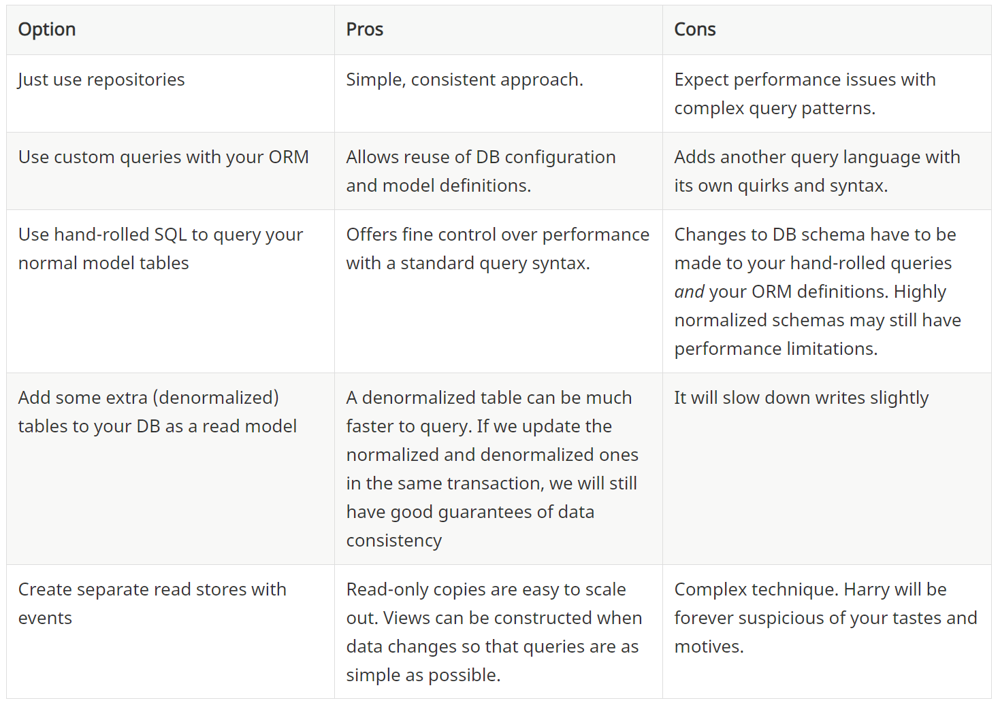 Option
Pros
Cons
Just use repositories
Simple, consistent approach.
Expect performance issues with
complex query patterns.
Use custom queries with your ORM
Allows reuse of DB configuration
and model definitions.
Adds another query language with
its own quirks and syntax.
Use hand-rolled SQL to query your
normal model tables
Offers fine control over performance
with a standard query syntax.
Changes to DB schema have to be
made to your hand-rolled queries
and your ORM definitions. Highly
normalized schemas may still have
performance limitations.
Add some extra (denormalized)
tables to your DB as a read model
A denormalized table can be much
faster to query. If we update the
normalized and denormalized ones
in the same transaction, we will still
have good guarantees of data
consistency
It will slow down writes slightly
Create separate read stores with
events
Read-only copies are easy to scale
out. Views can be constructed when
data changes so that queries are as
simple as possible.
Complex technique. Harry will be
forever suspicious of your tastes and
motives.